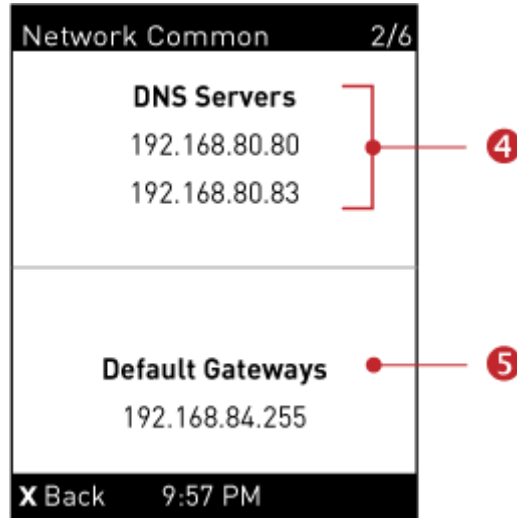 Network Common 2/6
DNS Servers
192.168.80.80
192.168.80.83
4
Default Gateways
5
192.168.84.255
X Back 9:57 PM